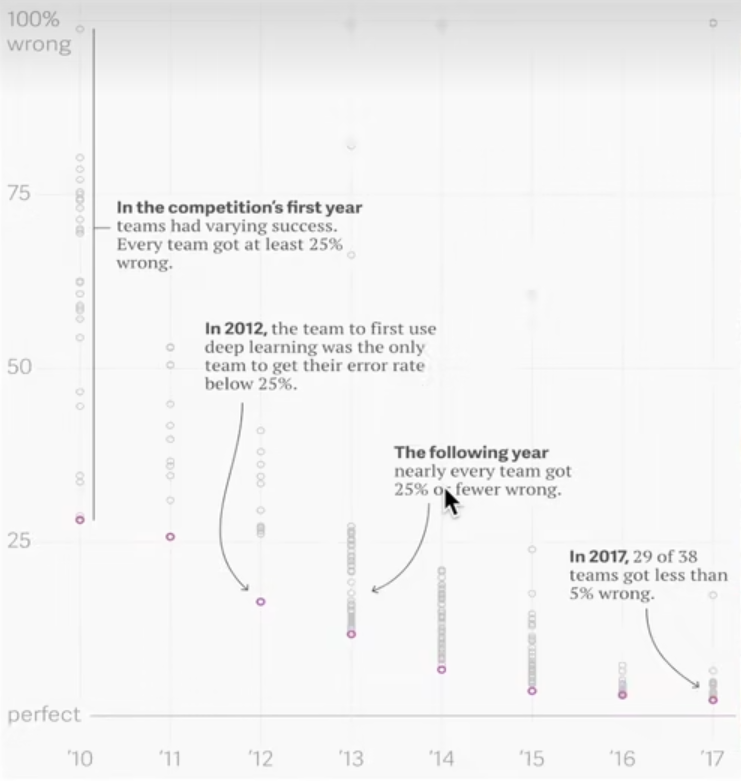 100%
wrong
75
In the competition’s first year
teams had varying success.
Every team got at least 25%
wrong.
In 2012, the team to first use
deep learning was the only
team to get their error rate
below 25%.
50
The following year
nearly every team got
25% or fewer wrong.
25
In 2017, 29 of 38
teams got less than
5% wrong.
perfect
’10 ’11 ’12 ’13 ’14 ’15 ’16 ’17